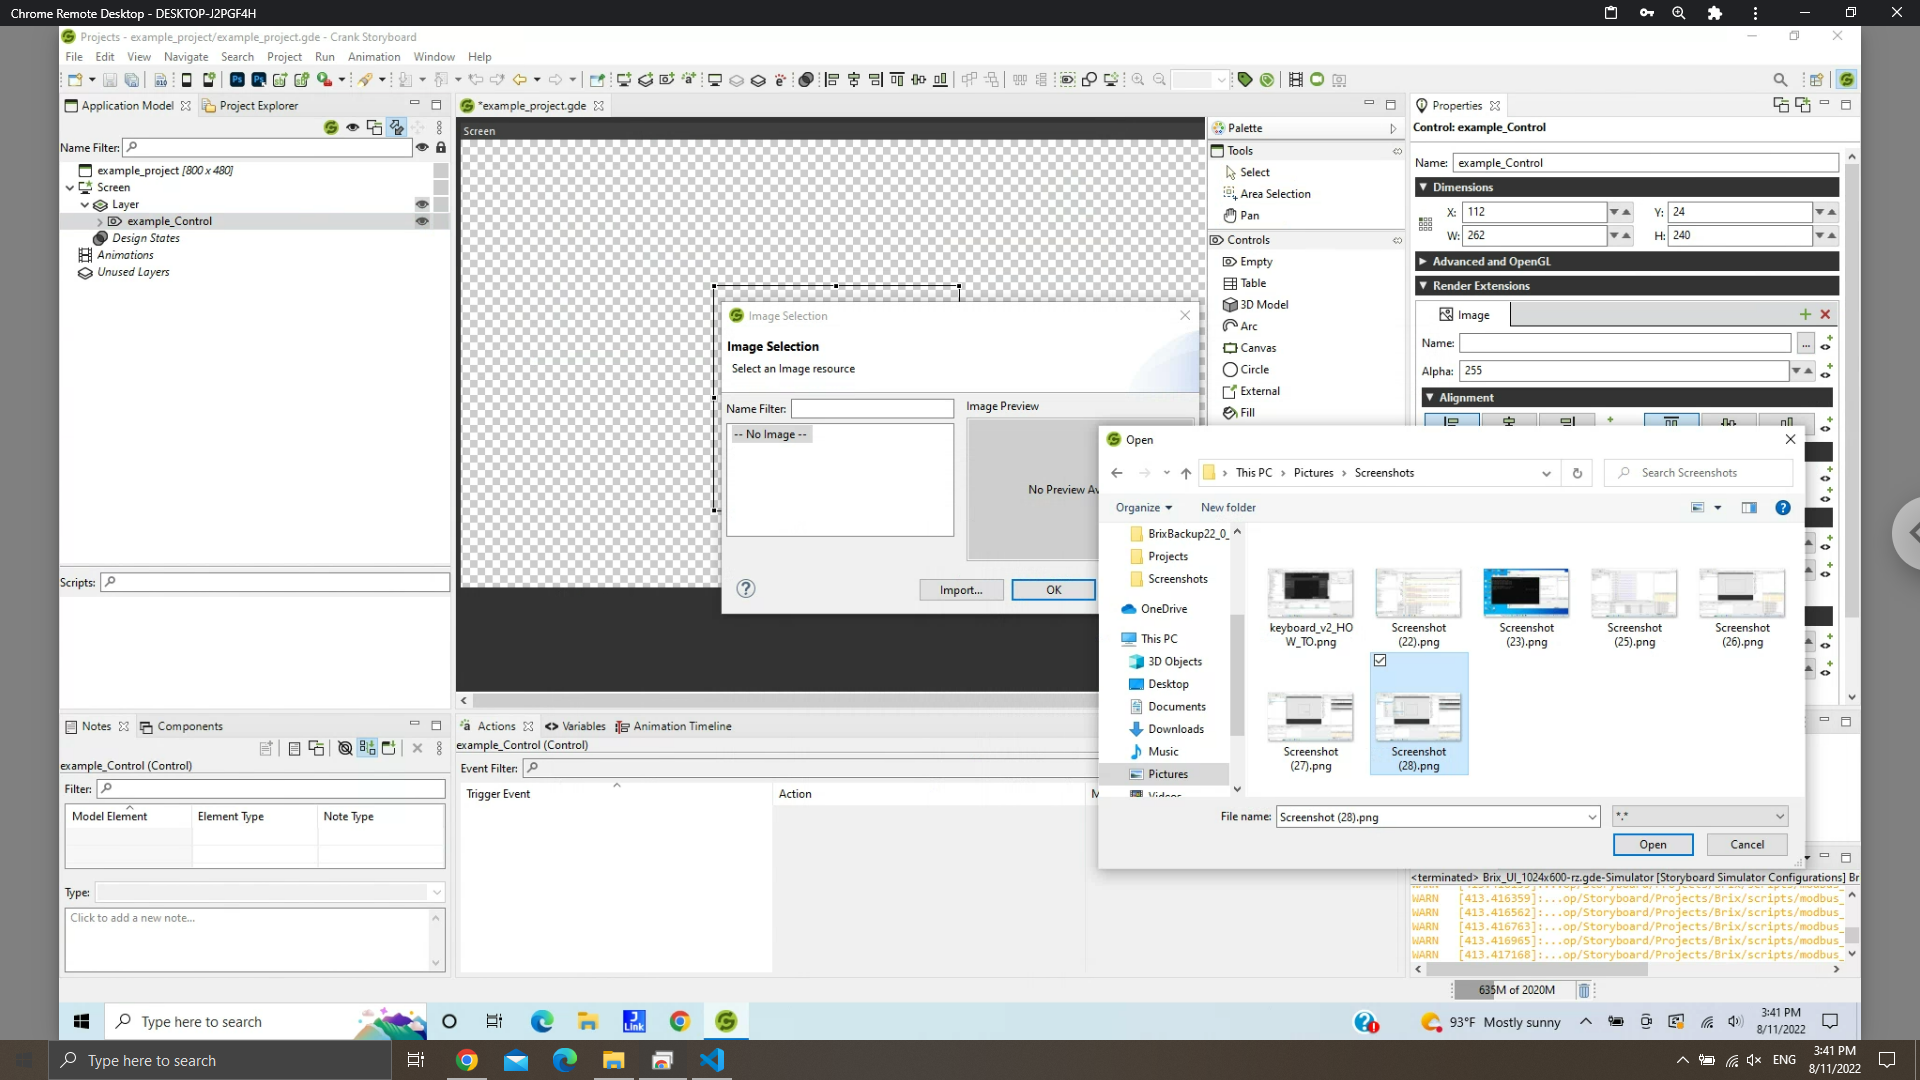 Chrome Remote Desktop - DESKTOP-J2PGF4H
Projects - example_project/example_project.gde - Crank Storyboard
File Edit View Navigate Search Project Run Animation Window Help
Application Model
Project Explorer
Name Filter:
example_project [800 x 480]
Screen
Layer
example_Control
Design States
Animations
Unused Layers
Scripts:
*example_project.gde
Screen
Palette
Tools
Select
Area Selection
Pan
Controls
Empty
Table
3D Model
Arc
Canvas
Circle
External
Fill
Properties
Control: example_Control
Name: example_Control
Dimensions
X: 112 Y: 24
W: 262 H: 240
Advanced and OpenGL
Render Extensions
Image
Name: ...
Alpha: 255
Alignment
Image Selection
Image Selection
Select an Image resource
Name Filter:
Image Preview
-- No Image --
No Preview Av
Import...
OK
Open
This PC
Pictures
Screenshots
Search Screenshots
Organize
New folder
BrixBackup22_0_
Projects
Screenshots
OneDrive
This PC
3D Objects
Desktop
Documents
Downloads
Music
Pictures
Videos
keyboard_v2_HO
W_TO.png
Screenshot
(22).png
Screenshot
(23).png
Screenshot
(25).png
Screenshot
(26).png
Screenshot
(27).png
Screenshot
(28).png
File name: Screenshot (28).png
*.*
Open
Cancel
Notes
Components
example_Control (Control)
Filter:
Model Element Element Type Note Type
Type:
Click to add a new note...
Actions
Variables
Animation Timeline
example_Control (Control)
Event Filter:
Trigger Event Action M
<terminated> Brix_UI_1024x600-rz.gde-Simulator [Storyboard Simulator Configurations] Br
WARN [413.416359]:...op/Storyboard/Projects/Brix/scripts/modbus_
WARN [413.416562]:...op/Storyboard/Projects/Brix/scripts/modbus_
WARN [413.416763]:...op/Storyboard/Projects/Brix/scripts/modbus_
WARN [413.416965]:...op/Storyboard/Projects/Brix/scripts/modbus_
WARN [413.417168]:...op/Storyboard/Projects/Brix/scripts/modbus_
635M of 2020M
Type here to search
J
Link
93°F Mostly sunny
3:41 PM
8/11/2022
Type here to search
ENG
3:41 PM
8/11/2022